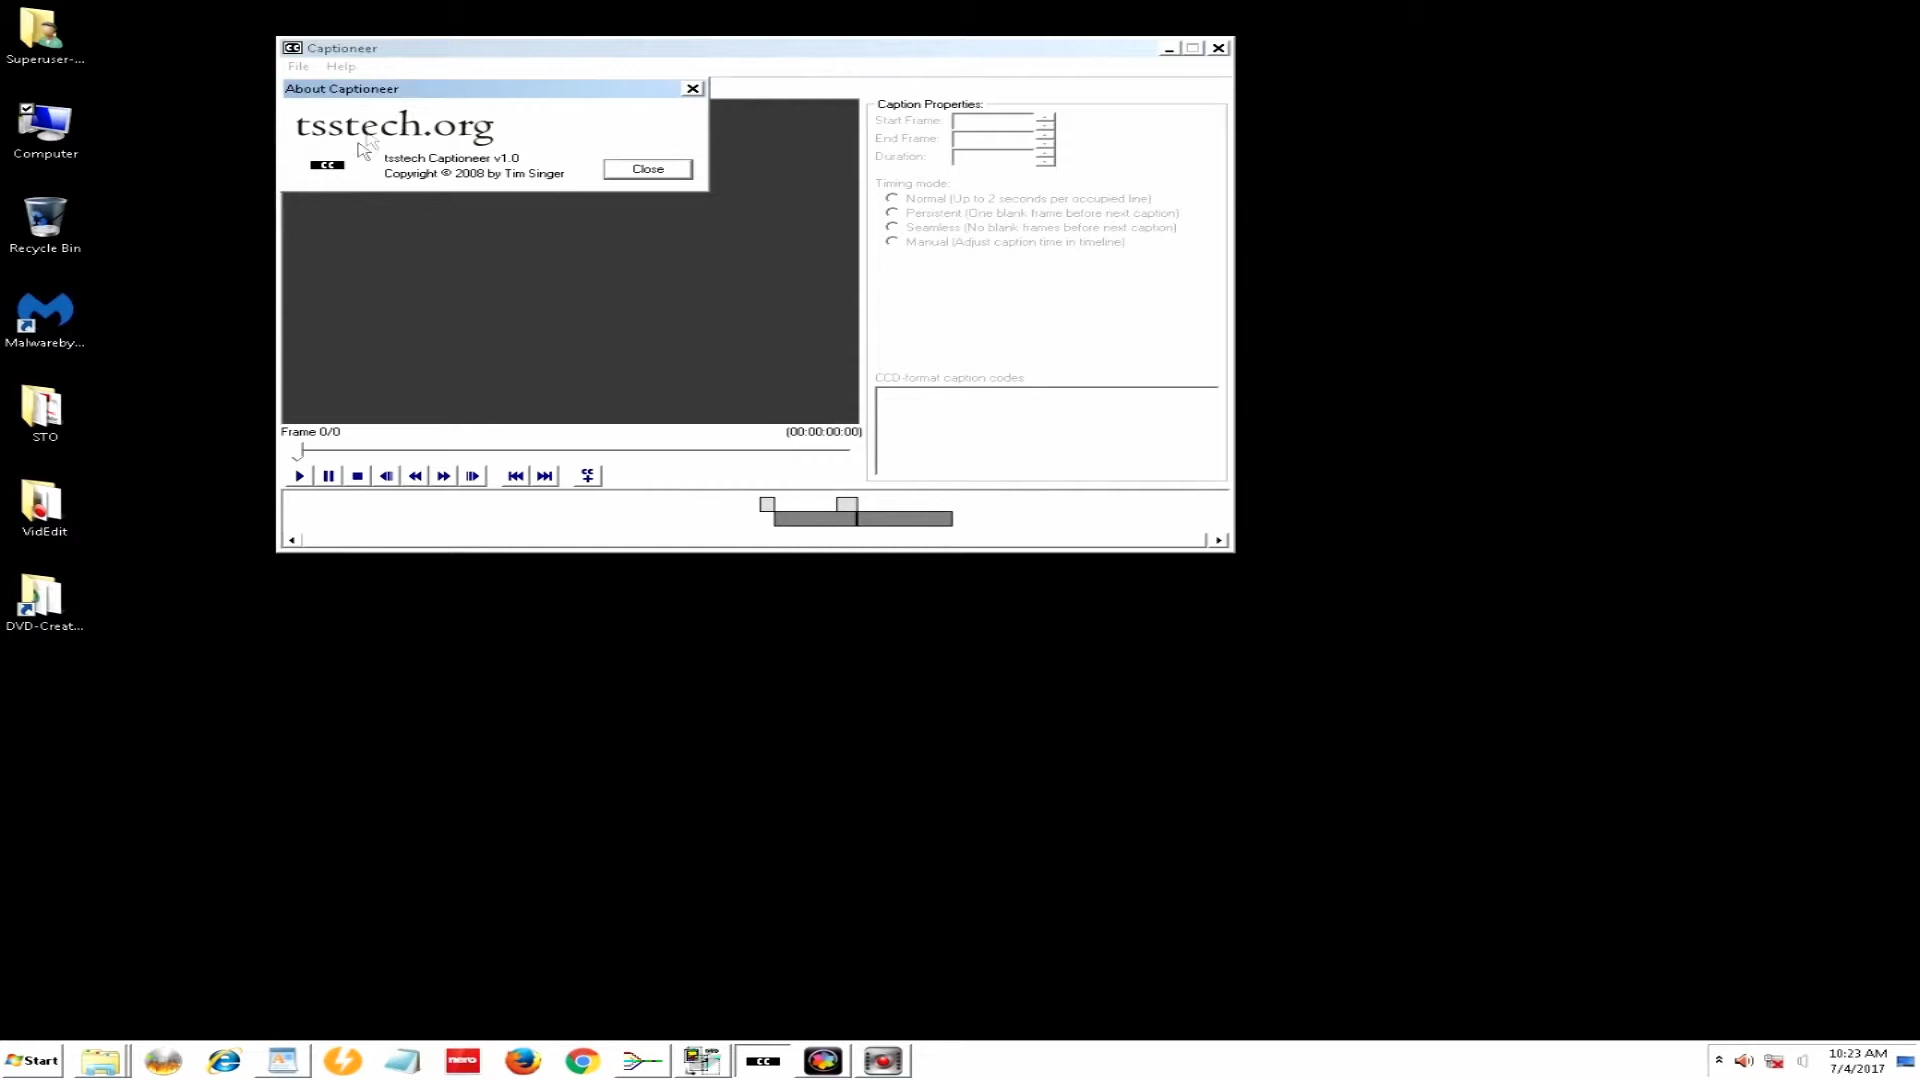 Superuser-...
Computer
Recycle Bin
Malwareby...
STO
VidEdit
DVD-Creat...
CC Captioneer
File Help
About Captioneer
tsstech.org
CC
tsstech Captioneer v1.0
Copyright © 2008 by Tim Singer
Close
Frame 0/0
(00:00:00:00)
CC
Caption Properties:
Start Frame:
End Frame:
Duration:
Timing mode:
Normal (Up to 2 seconds per occupied line)
Persistent (One blank frame before next caption)
Seamless (No blank frames before next caption)
Manual (Adjust caption time in timeline)
CCD-format caption codes
Start
nero
CC
10:23 AM
7/4/2017